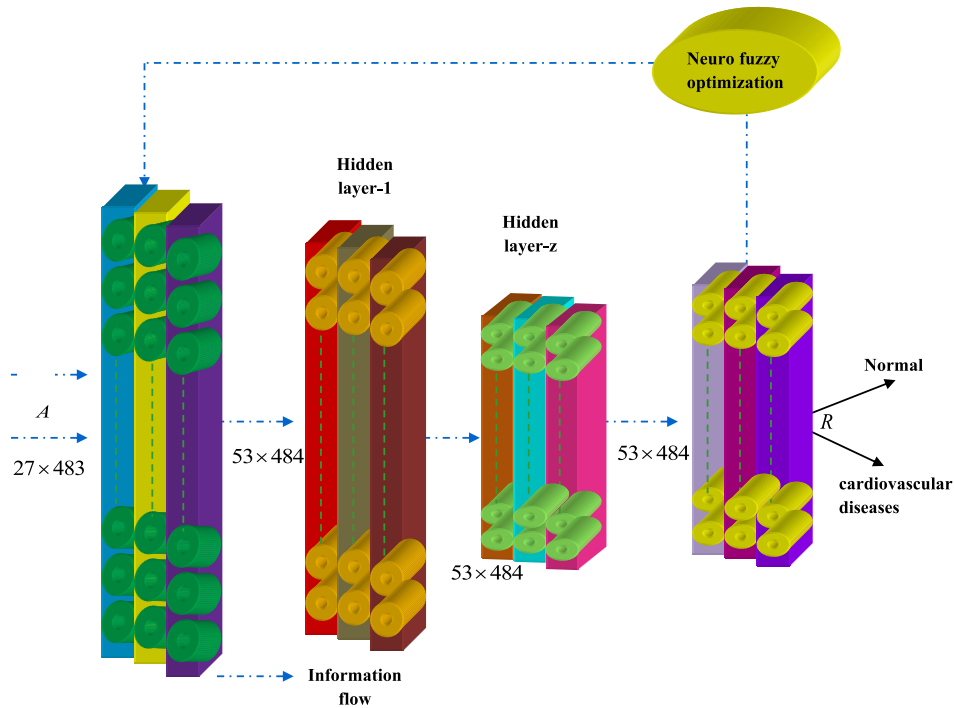 Neuro fuzzy
optimization
Hidden
layer-1
Hidden
layer-z
Normal
A
R
27×483
53×484
53×484
53×484
cardiovascular
diseases
Information
flow